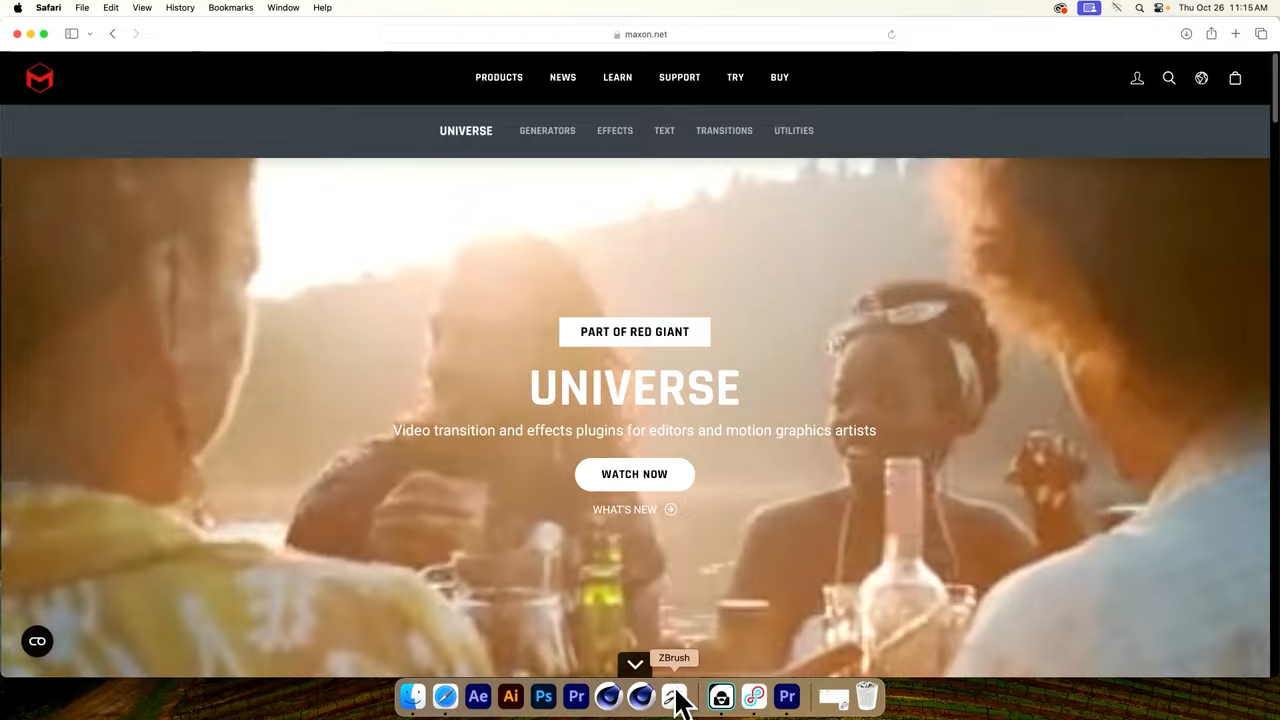 Safari File Edit View History Bookmarks Window Help Thu Oct 26 11:15 AM
maxon.net
PRODUCTS NEWS LEARN SUPPORT TRY BUY
UNIVERSE GENERATORS EFFECTS TEXT TRANSITIONS UTILITIES
PART OF RED GIANT
UNIVERSE
Video transition and effects plugins for editors and motion graphics artists
WATCH NOW
WHAT'S NEW
ZBrush
Ae Ai Ps Pr Pr